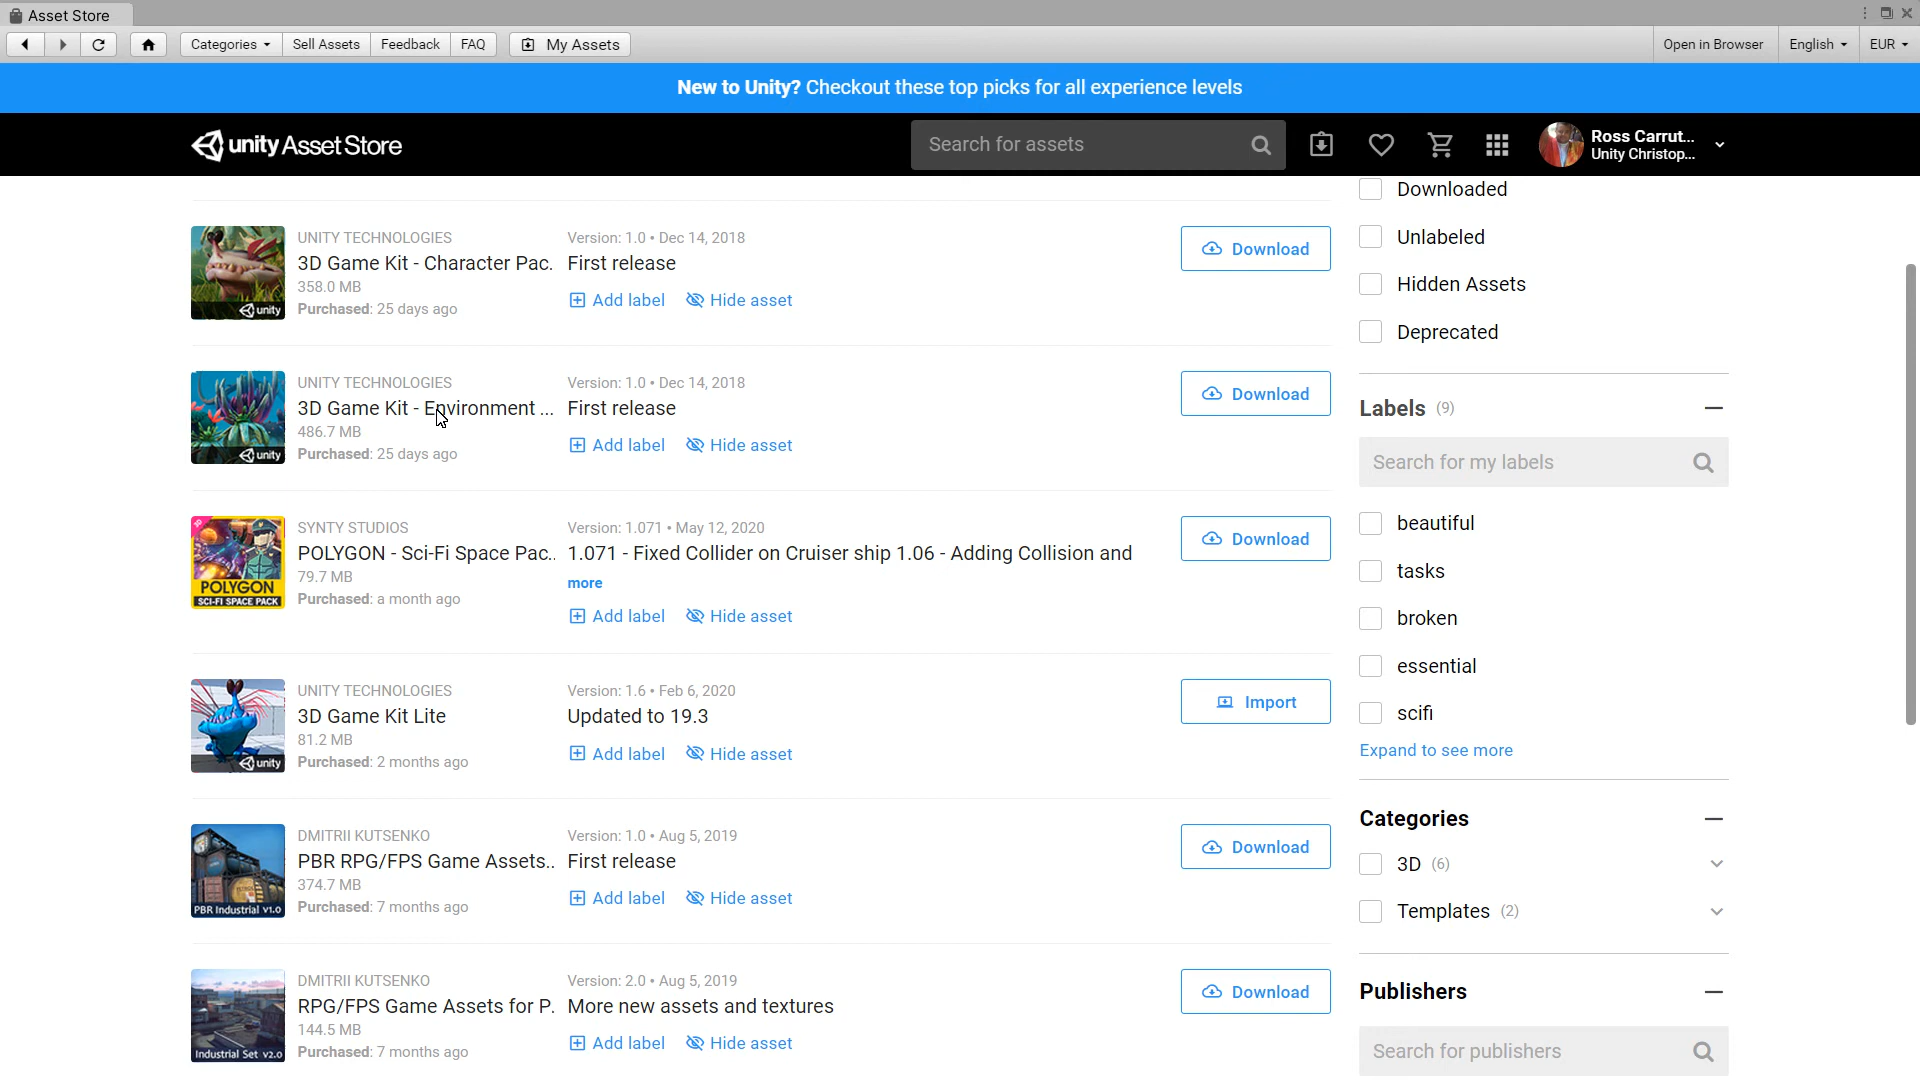 Asset Store
Categories
Sell Assets
Feedback
FAQ
My Assets
Open in Browser
English
EUR
New to Unity? Checkout these top picks for all experience levels
unity Asset Store
Search for assets
Ross Carrut...
Unity Christop...
unity
UNITY TECHNOLOGIES
3D Game Kit - Character Pac.
358.0 MB
Purchased: 25 days ago
Version: 1.0 • Dec 14, 2018
First release
Add label
Hide asset
Download
unity
UNITY TECHNOLOGIES
3D Game Kit - Environment ...
486.7 MB
Purchased: 25 days ago
Version: 1.0 • Dec 14, 2018
First release
Add label
Hide asset
Download
POLYGON
SCI-FI SPACE PACK
SYNTY STUDIOS
POLYGON - Sci-Fi Space Pac..
79.7 MB
Purchased: a month ago
Version: 1.071 • May 12, 2020
1.071 - Fixed Collider on Cruiser ship 1.06 - Adding Collision and
more
Add label
Hide asset
Download
unity
UNITY TECHNOLOGIES
3D Game Kit Lite
81.2 MB
Purchased: 2 months ago
Version: 1.6 • Feb 6, 2020
Updated to 19.3
Add label
Hide asset
Import
PBR Industrial v1.0
DMITRII KUTSENKO
PBR RPG/FPS Game Assets..
374.7 MB
Purchased: 7 months ago
Version: 1.0 • Aug 5, 2019
First release
Add label
Hide asset
Download
Industrial Set v2.0
DMITRII KUTSENKO
RPG/FPS Game Assets for P.
144.5 MB
Purchased: 7 months ago
Version: 2.0 • Aug 5, 2019
More new assets and textures
Add label
Hide asset
Download
Downloaded
Unlabeled
Hidden Assets
Deprecated
Labels (9)
Search for my labels
beautiful
tasks
broken
essential
scifi
Expand to see more
Categories
3D (6)
Templates (2)
Publishers
Search for publishers